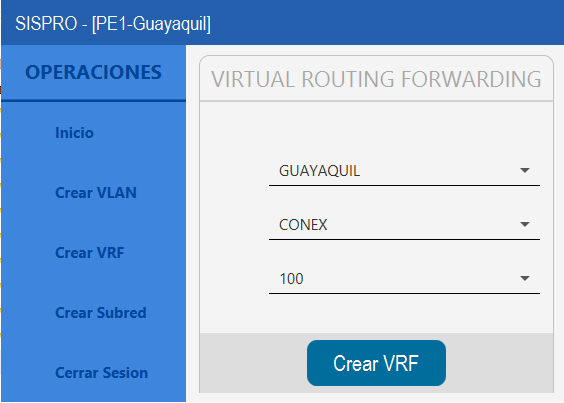 SISPRO - [PE1-Guayaquil]
OPERACIONES
Inicio
Crear VLAN
Crear VRF
Crear Subred
Cerrar Sesion
VIRTUAL ROUTING FORWARDING
GUAYAQUIL
CONEX
100
Crear VRF